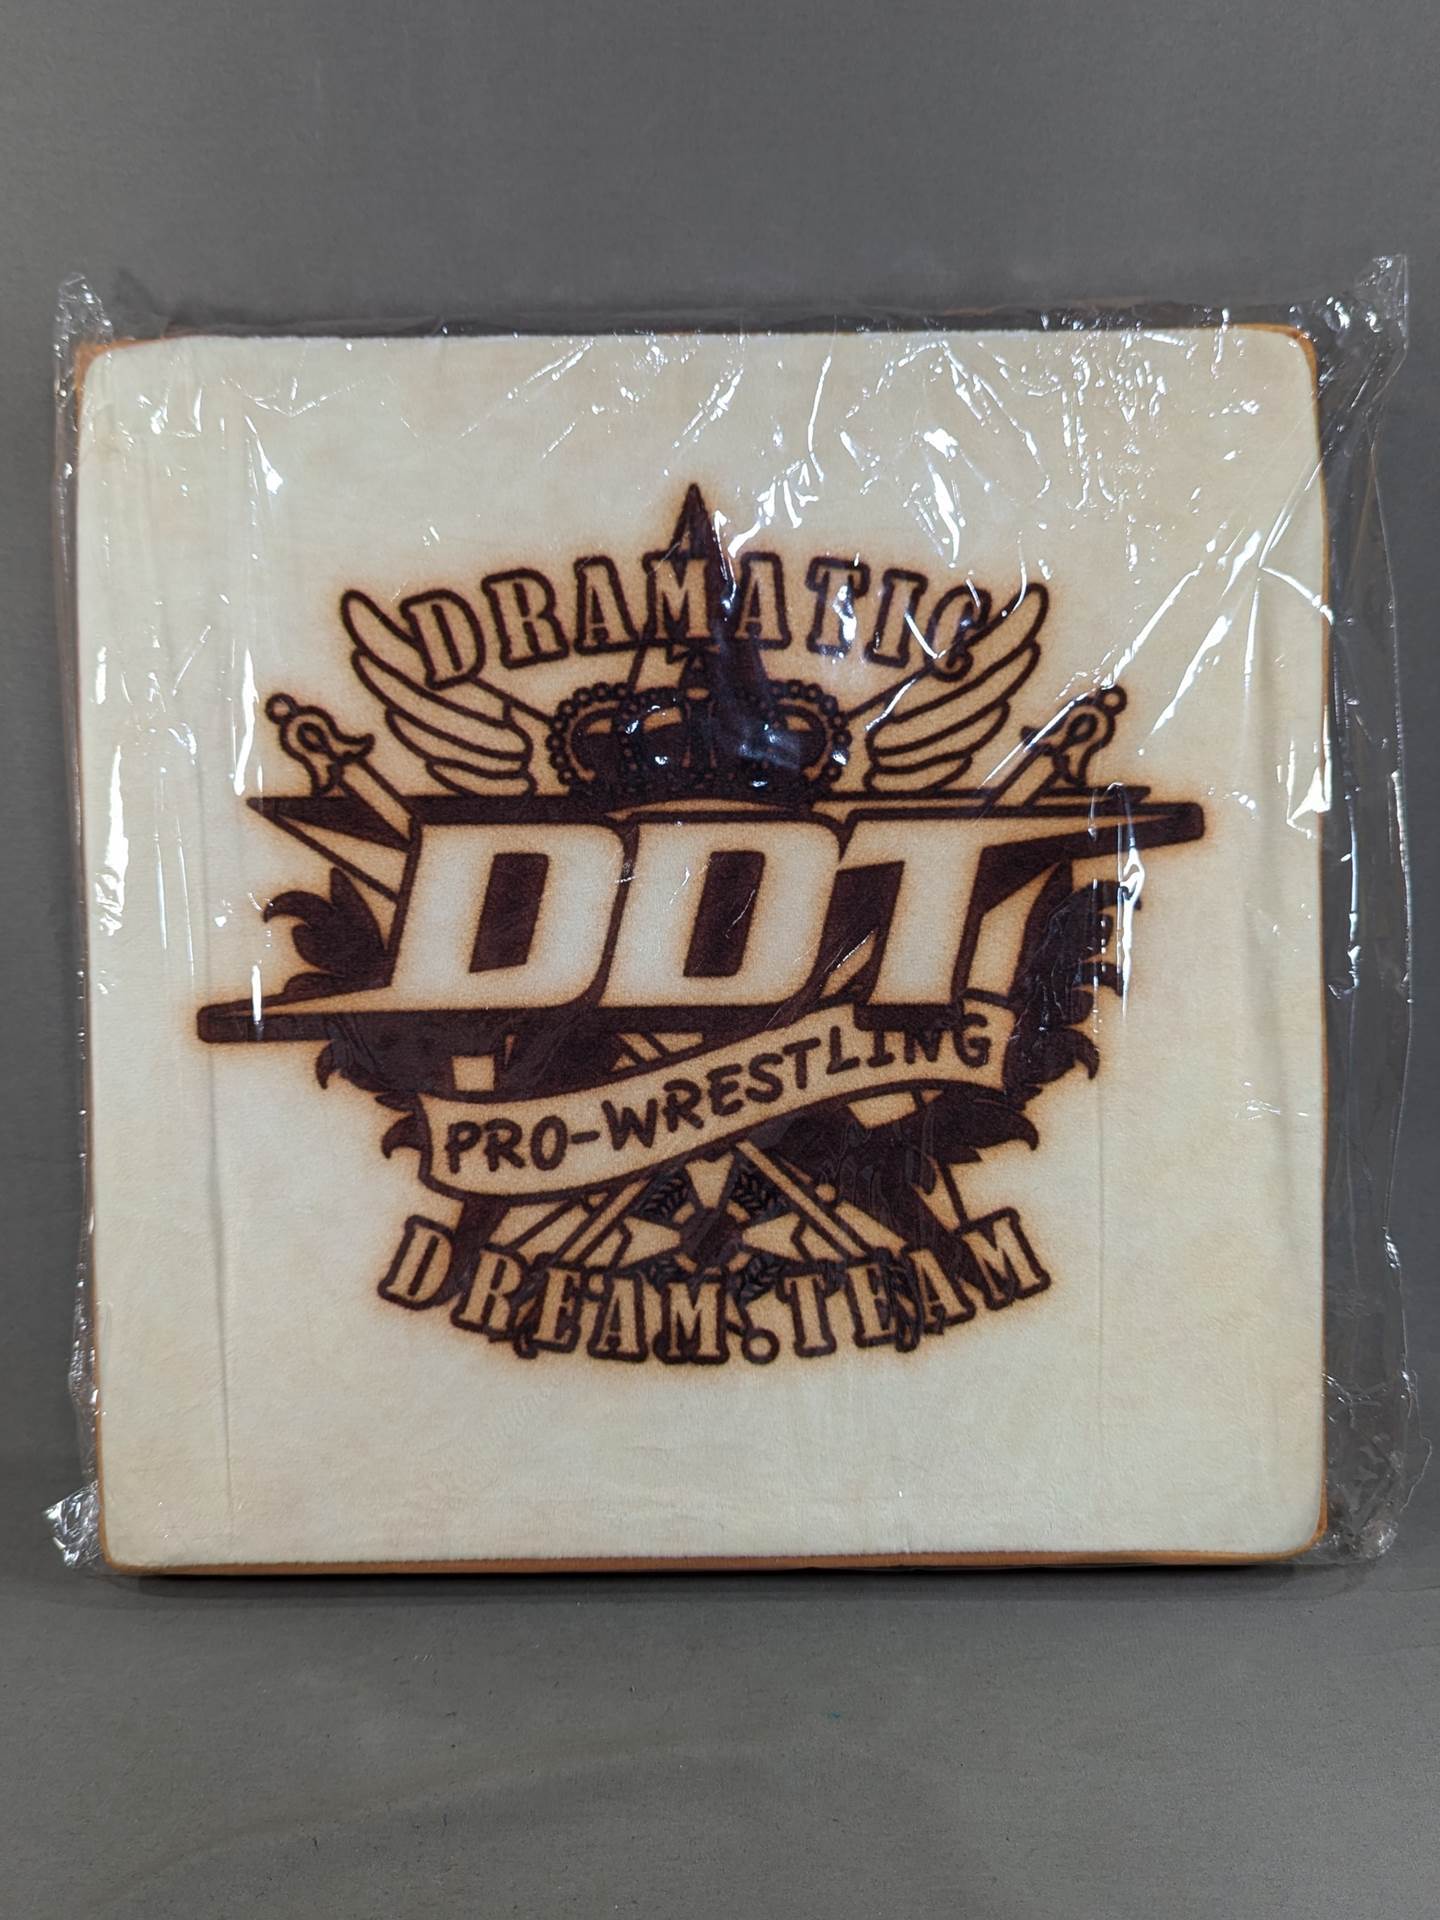 DRAMATIC
DDT
PRO-WRESTLING
DREAM TEAM